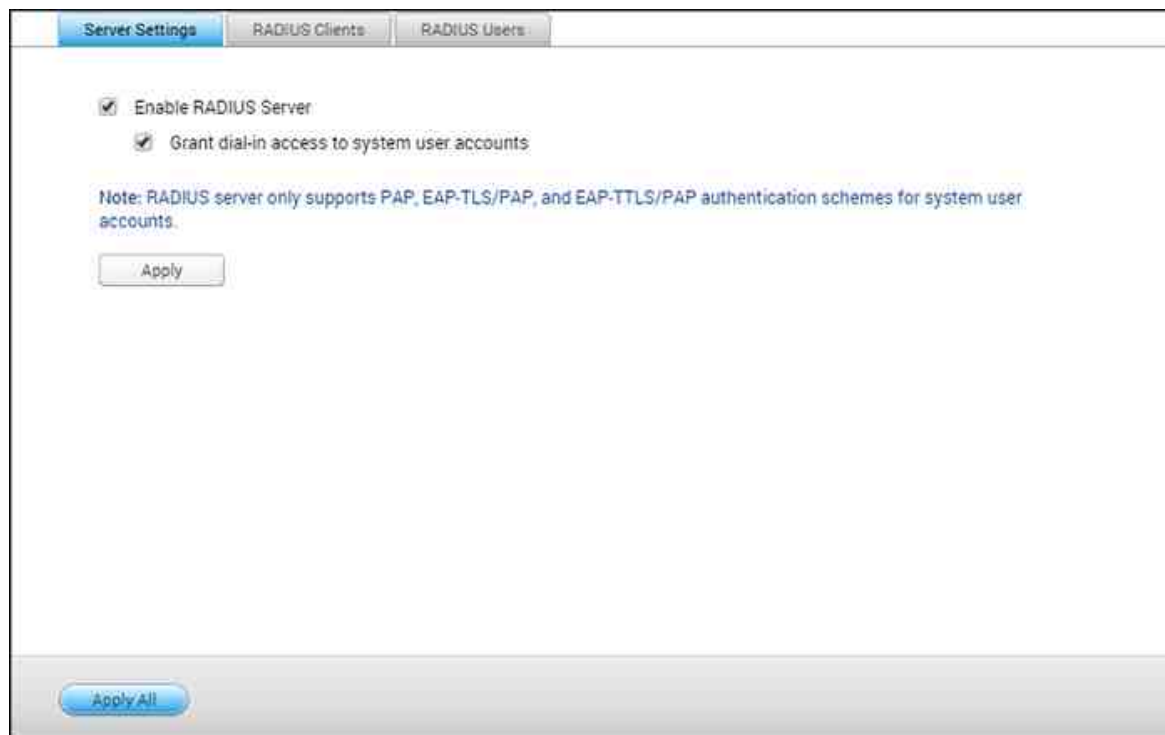 Server Settings RADIUS Clients RADIUS Users
Enable RADIUS Server
Grant dial-in access to system user accounts
Note: RADIUS server only supports PAP, EAP-TLS/PAP, and EAP-TTLS/PAP authentication schemes for system user
accounts.
Apply
Apply All